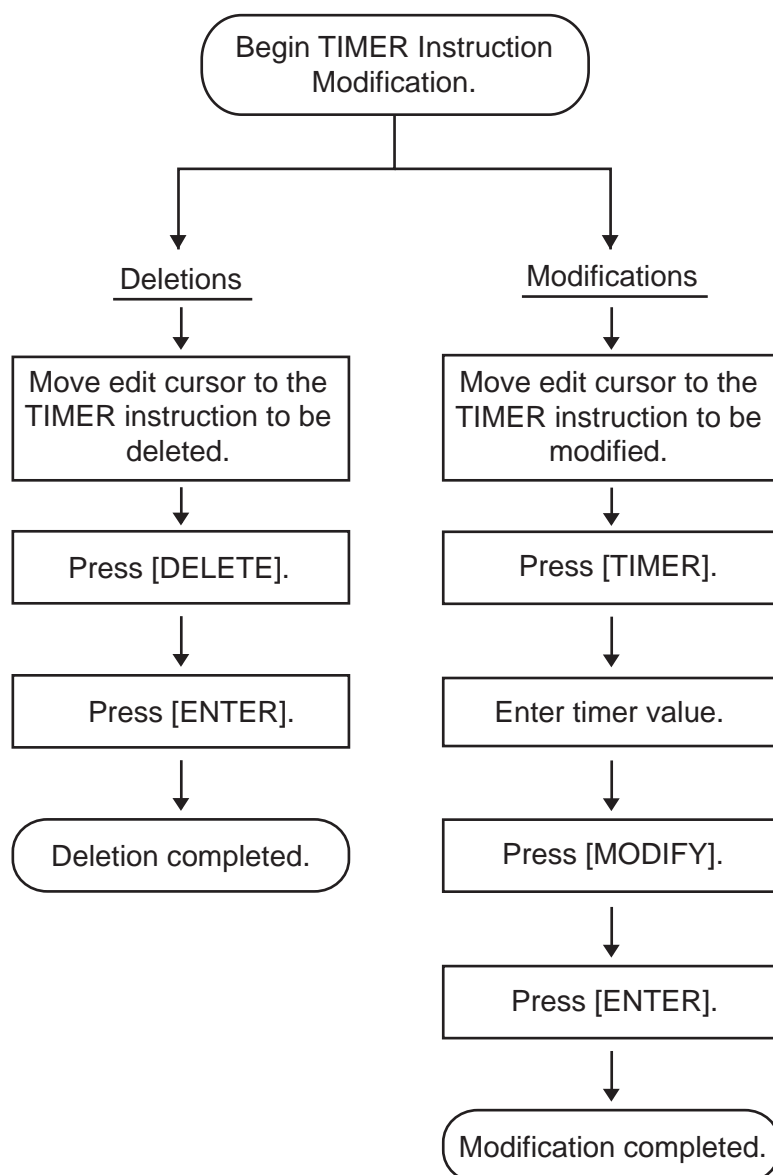 Begin TIMER Instruction
Modification.
Deletions
Move edit cursor to the
TIMER instruction to be
deleted.
Press [DELETE].
Press [ENTER].
Deletion completed.
Modifications
Move edit cursor to the
TIMER instruction to be
modified.
Press [TIMER].
Enter timer value.
Press [MODIFY].
Press [ENTER].
Modification completed.